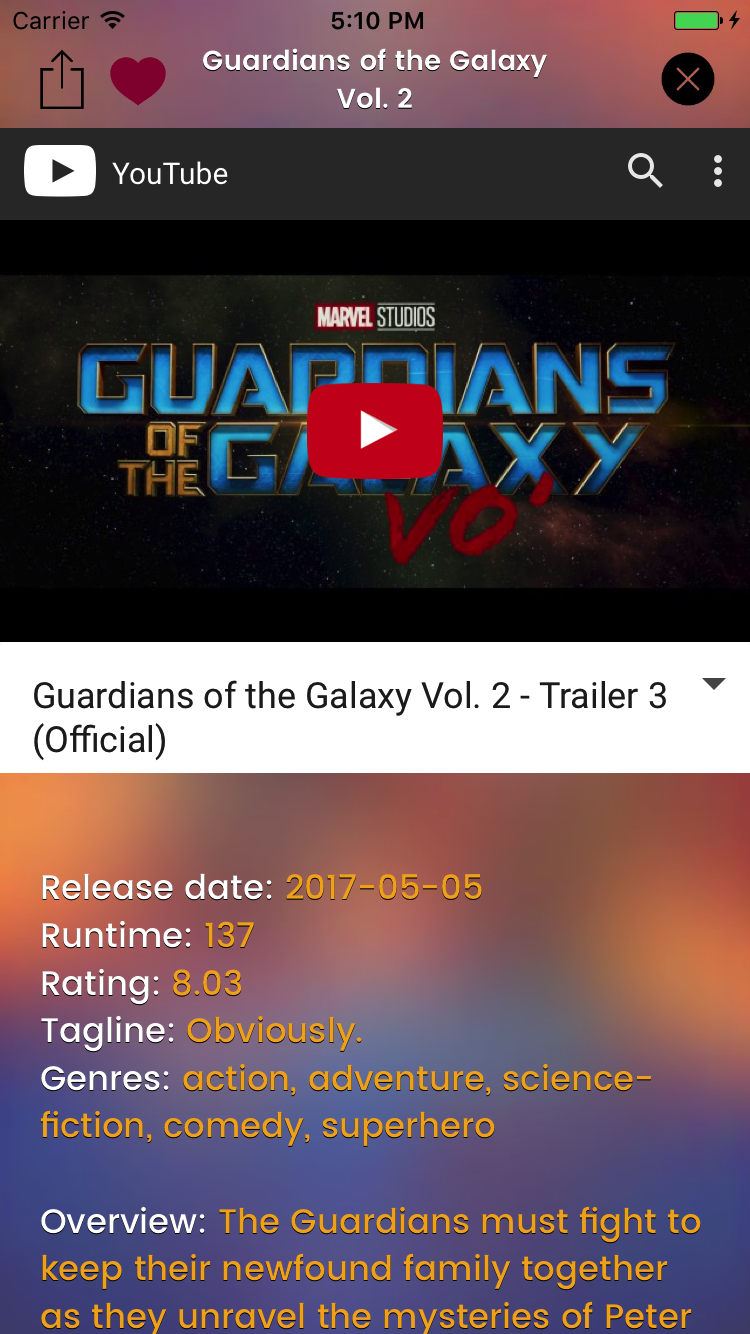 Carrier
5:10 PM
Guardians of the Galaxy
Vol. 2
YouTube
MARVEL STUDIOS
GUARDIANS
OF
THE GALAXY
VO
Guardians of the Galaxy Vol. 2 - Trailer 3
(Official)
Release date: 2017-05-05
Runtime: 137
Rating: 8.03
Tagline: Obviously.
Genres: action, adventure, science-
fiction, comedy, superhero
Overview: The Guardians must fight to
keep their newfound family together
as they unravel the mysteries of Peter